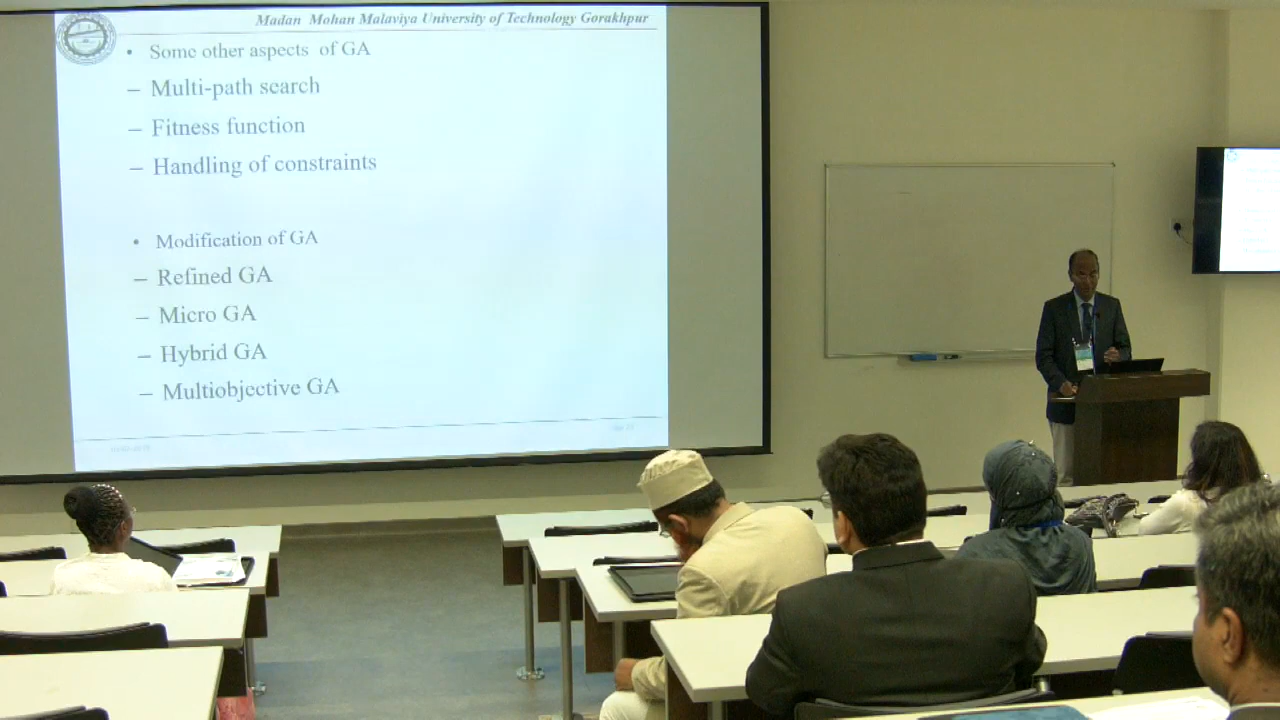 Madan Mohan Malaviya University of Technology Gorakhpur
• Some other aspects of GA
– Multi-path search
– Fitness function
– Handling of constraints
• Modification of GA
– Refined GA
– Micro GA
– Hybrid GA
– Multiobjective GA